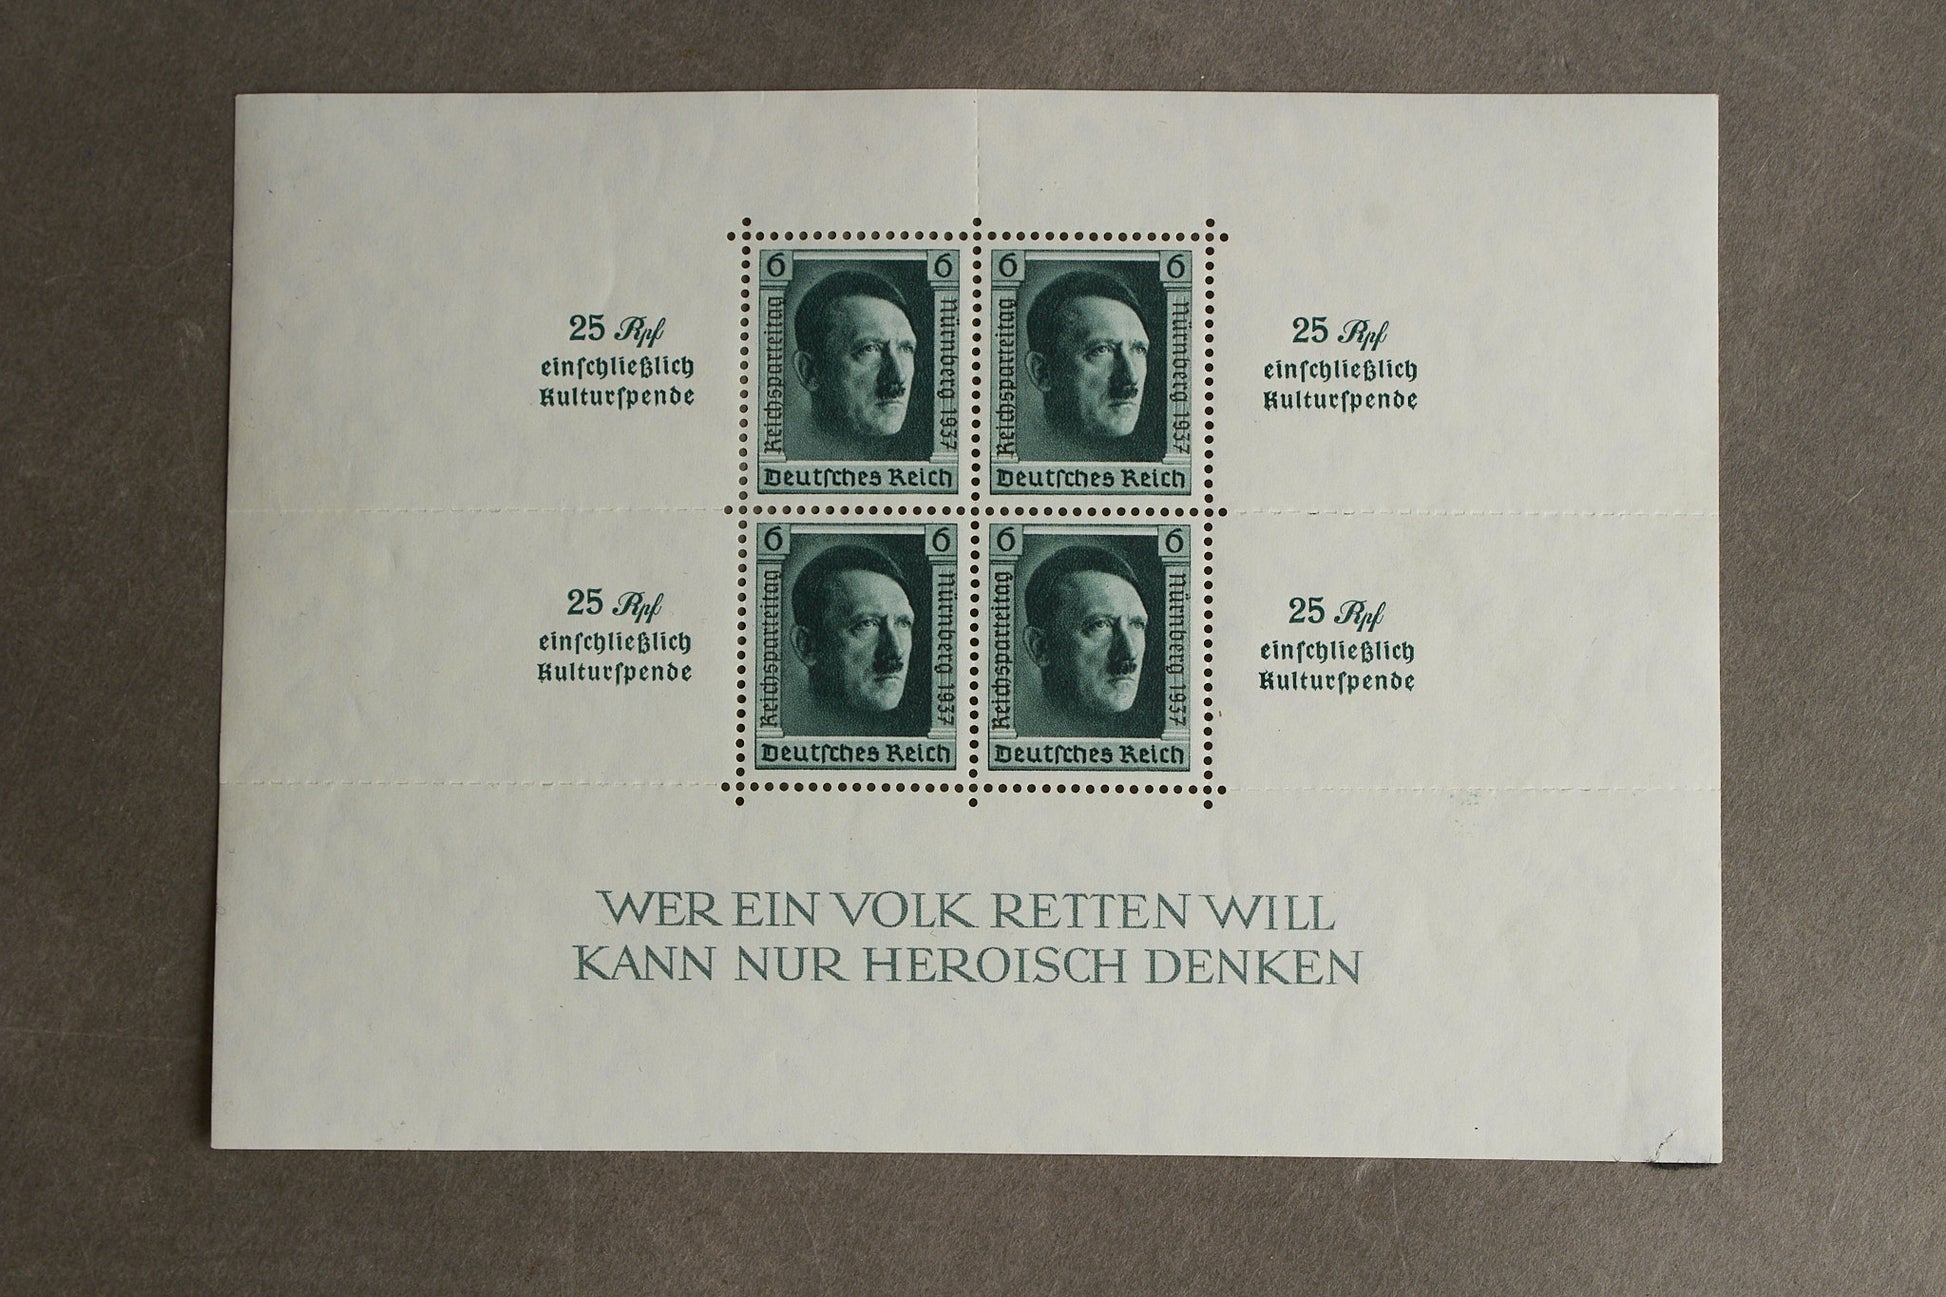 6 6
Reichsparteitag
Nürnberg 1937
Deutſches Reich
6 6
Reichsparteitag
Nürnberg 1937
Deutſches Reich
25 Rpf
einſchließlich
Kulturſpende
25 Rpf
einſchließlich
Kulturſpende
6 6
Reichsparteitag
Nürnberg 1937
Deutſches Reich
6 6
Reichsparteitag
Nürnberg 1937
Deutſches Reich
25 Rpf
einſchließlich
Kulturſpende
25 Rpf
einſchließlich
Kulturſpende
WER EIN VOLK RETTEN WILL
KANN NUR HEROISCH DENKEN